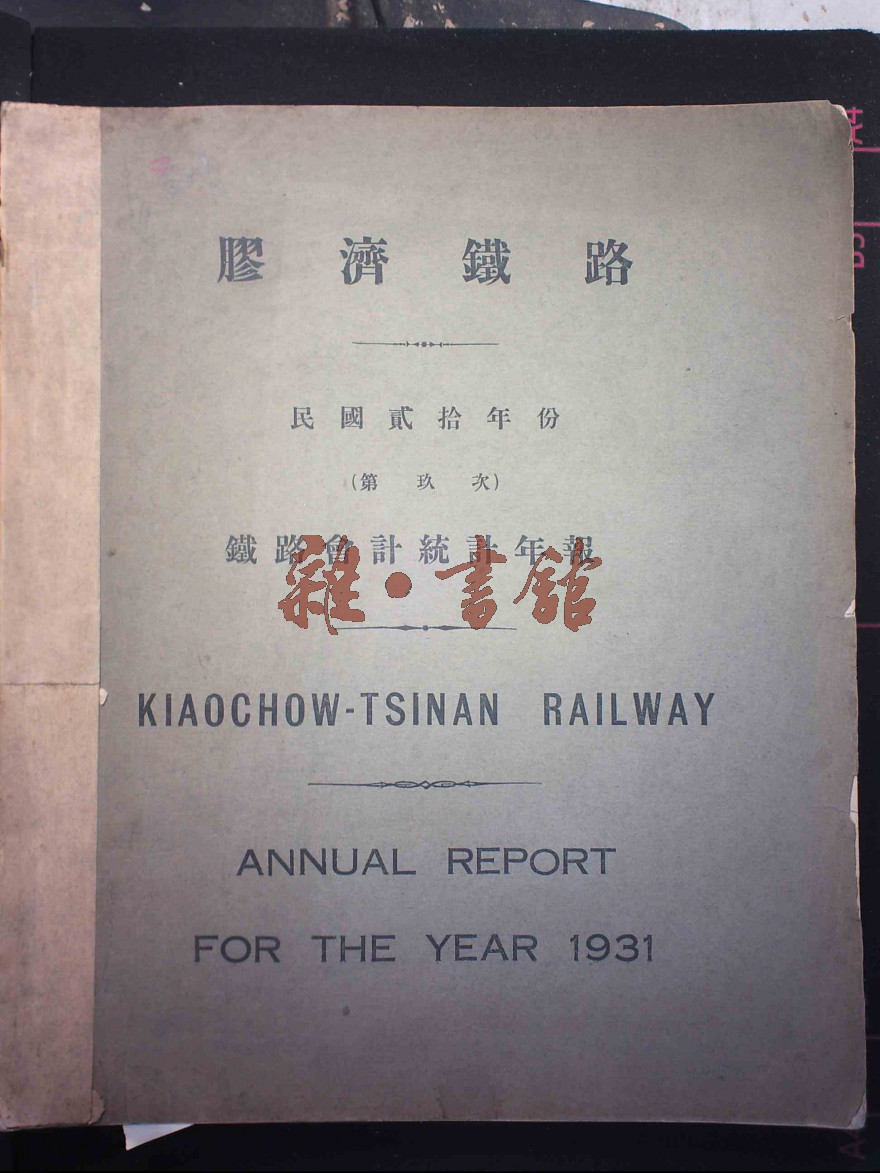 膠濟鐵路
民國貳拾年份
（第玖次）
鐵路會計統計年報
雜·書館
KIAOCHOW-TSINAN RAILWAY
ANNUAL REPORT
FOR THE YEAR 1931